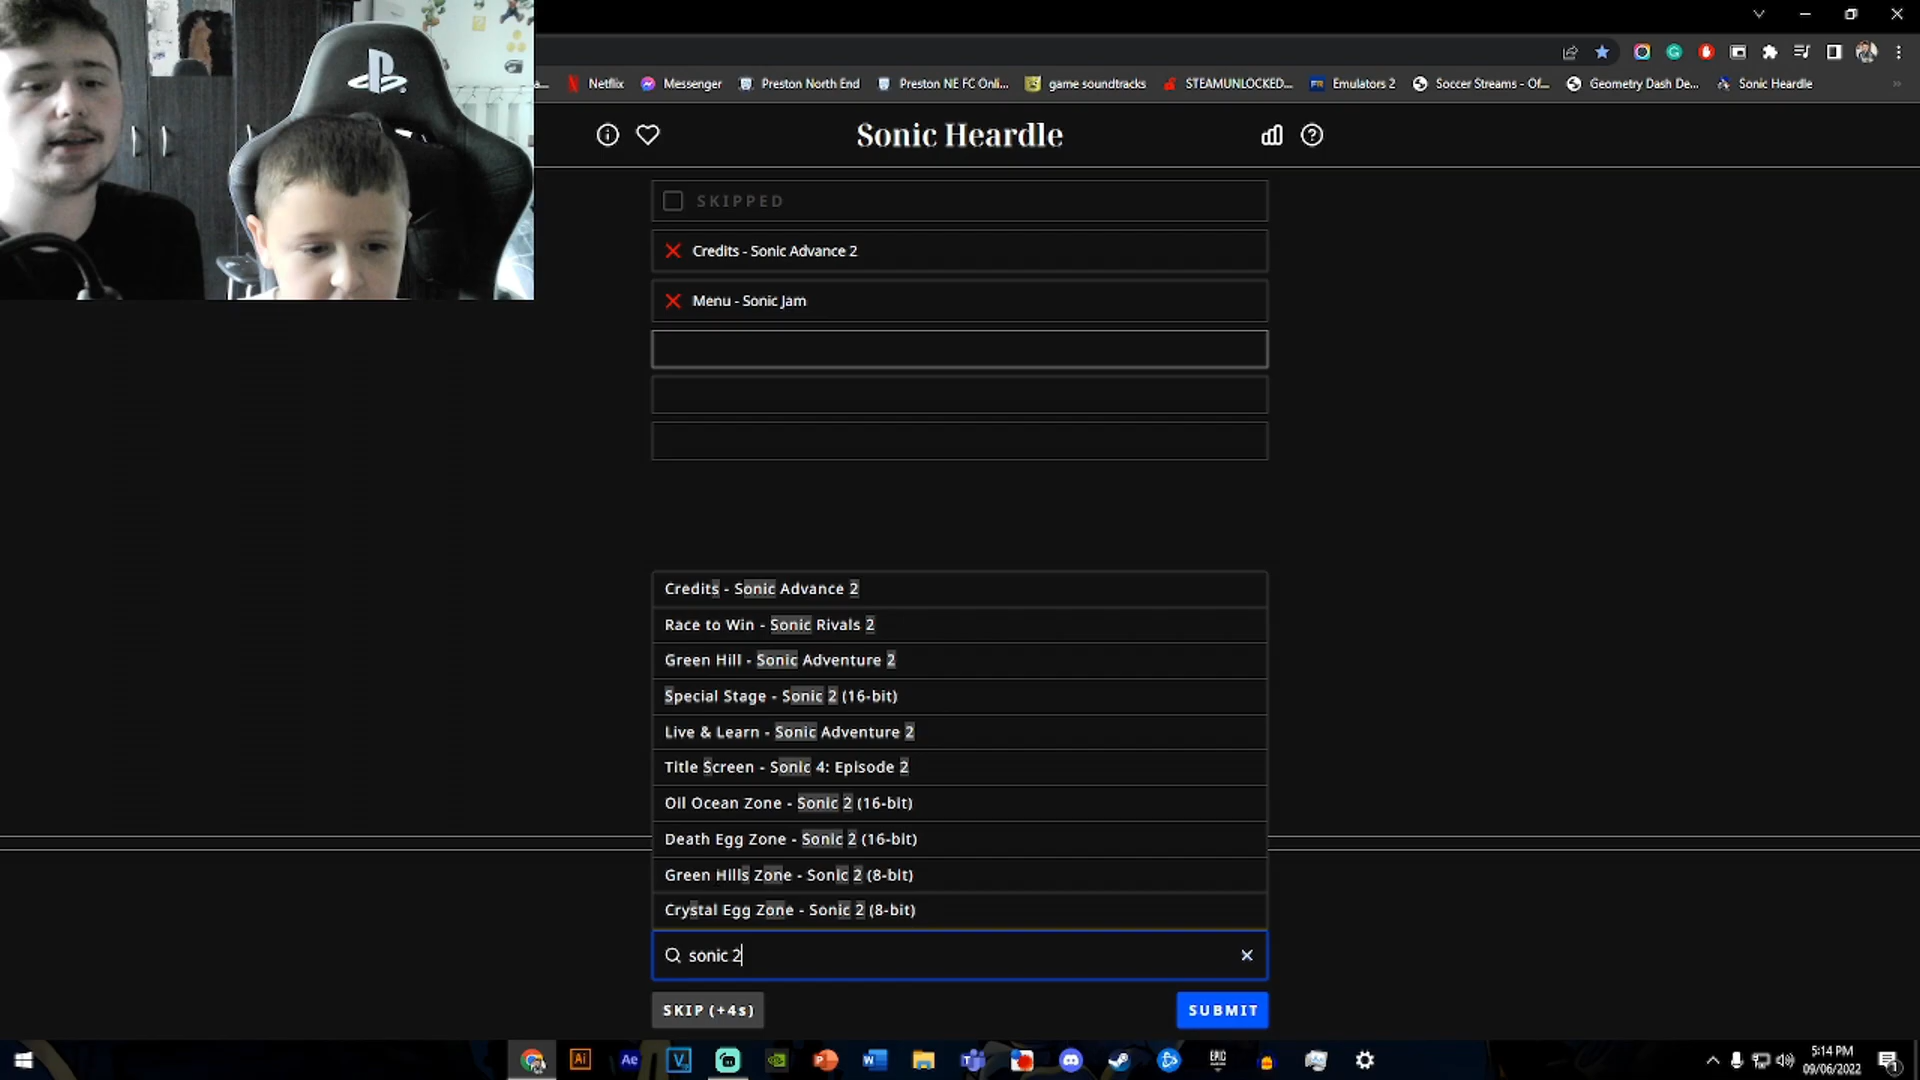 Netflix
Messenger
Preston North End
Preston NE FC Onli...
game soundtracks
STEAMUNLOCKED...
Emulators 2
Soccer Streams - Of...
Geometry Dash De...
Sonic Heardle
»
Sonic Heardle
SKIPPED
Credits - Sonic Advance 2
Menu - Sonic Jam
Credits - Sonic Advance 2
Race to Win - Sonic Rivals 2
Green Hill - Sonic Adventure 2
Special Stage - Sonic 2 (16-bit)
Live & Learn - Sonic Adventure 2
Title Screen - Sonic 4: Episode 2
Oil Ocean Zone - Sonic 2 (16-bit)
Death Egg Zone - Sonic 2 (16-bit)
Green Hills Zone - Sonic 2 (8-bit)
Crystal Egg Zone - Sonic 2 (8-bit)
sonic 2
SKIP (+4s)
SUBMIT
Ai
Ae
EPIC
5:14 PM
09/06/2022
1